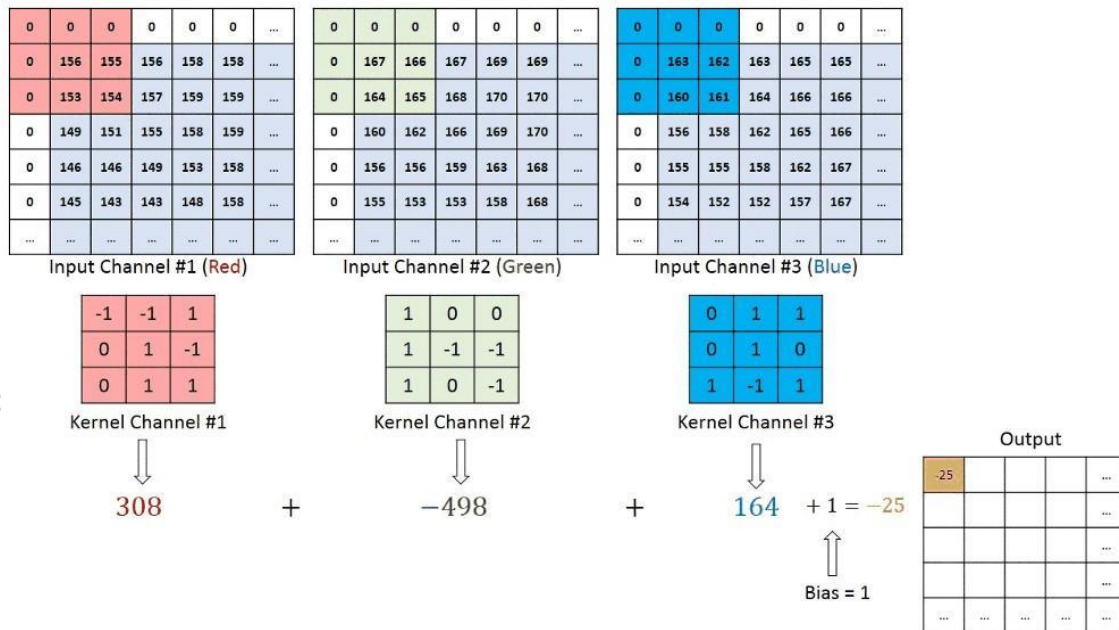 0 0 0 0 0 0 ...
0 156 155 156 158 158 ...
0 153 154 157 159 159 ...
0 149 151 155 158 159 ...
0 146 146 149 153 158 ...
0 145 143 143 148 158 ...
... ... ... ... ... ... ...
Input Channel #1 (Red)
0 0 0 0 0 0 ...
0 167 166 167 169 169 ...
0 164 165 168 170 170 ...
0 160 162 166 169 170 ...
0 156 156 159 163 168 ...
0 155 153 153 158 168 ...
... ... ... ... ... ... ...
Input Channel #2 (Green)
0 0 0 0 0 0 ...
0 163 162 163 165 165 ...
0 160 161 164 166 166 ...
0 156 158 162 165 166 ...
0 155 155 158 162 167 ...
0 154 152 152 157 167 ...
... ... ... ... ... ... ...
Input Channel #3 (Blue)
-1 -1 1
0 1 -1
0 1 1
Kernel Channel #1
1 0 0
1 -1 -1
1 0 -1
Kernel Channel #2
0 1 1
0 1 0
1 -1 1
Kernel Channel #3
308 + −498 + 164 + 1 = −25
Bias = 1
Output
-25 ...
...
...
...
... ... ... ... ...